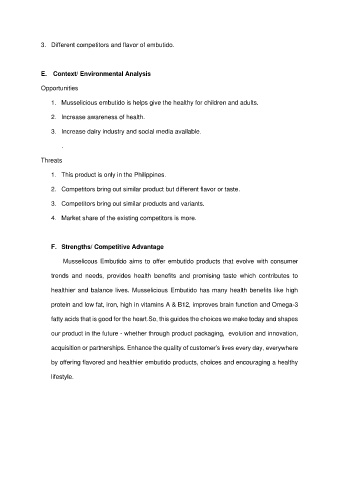 3. Different competitors and flavor of embutido.
E. Context/ Environmental Analysis
Opportunities
1. Musselicious embutido is helps give the healthy for children and adults.
2. Increase awareness of health.
3. Increase dairy industry and social media available.
.
Threats
1. This product is only in the Philippines.
2. Competitors bring out similar product but different flavor or taste.
3. Competitors bring out similar products and variants.
4. Market share of the existing competitors is more.
F. Strengths/ Competitive Advantage
Musselicous Embutido aims to offer embutido products that evolve with consumer
trends and needs, provides health benefits and promising taste which contributes to
healthier and balance lives. Musselicious Embutido has many health benefits like high
protein and low fat, iron, high in vitamins A & B12, improves brain function and Omega-3
fatty acids that is good for the heart.So, this guides the choices we make today and shapes
our product in the future - whether through product packaging, evolution and innovation,
acquisition or partnerships. Enhance the quality of customer's lives every day, everywhere
by offering flavored and healthier embutido products, choices and encouraging a healthy
lifestyle.